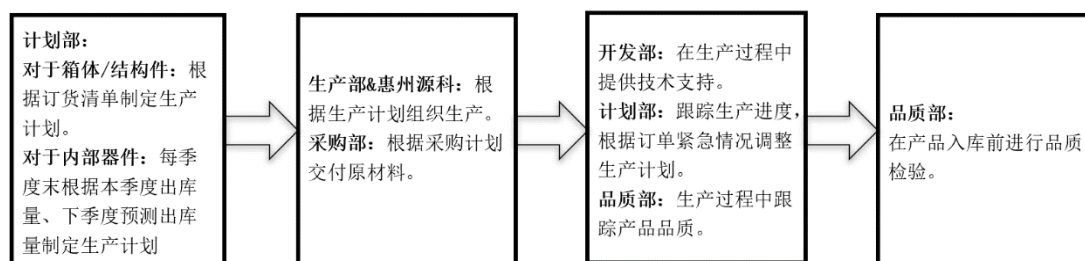 计划部：
对于箱体/结构件：根
据订货清单制定生产
计划。
对于内部器件：每季
度末根据本季度出库
量、下季度预测出库
量制定生产计划
生产部&惠州源科：根
据生产计划组织生产。
采购部：根据采购计划
交付原材料。
开发部：在生产过程中
提供技术支持。
计划部：跟踪生产进度，
根据订单紧急情况调整
生产计划。
品质部：生产过程中跟
踪产品品质。
品质部：
在产品入库前进行品质
检验。